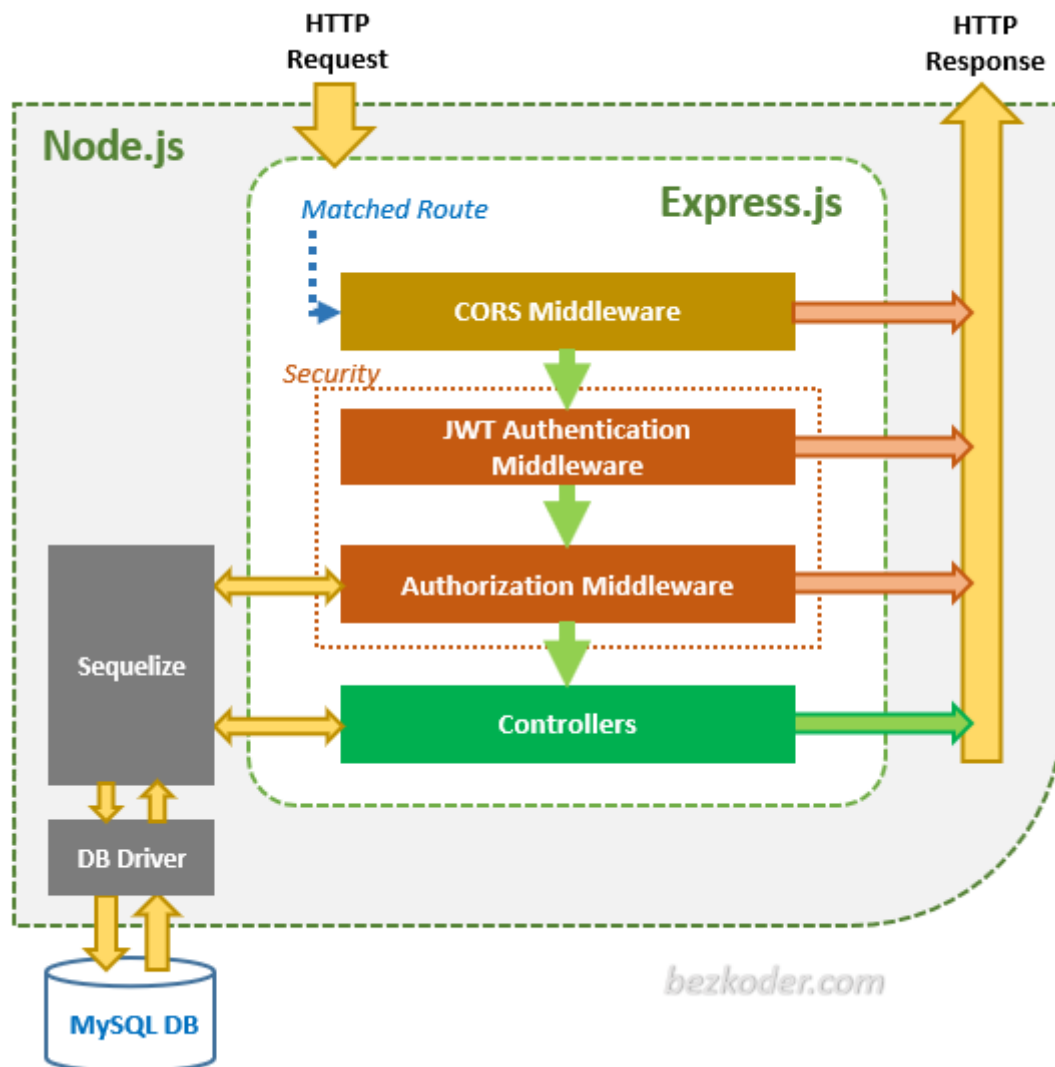 HTTP
Request
HTTP
Response
Node.js
Express.js
Matched Route
CORS Middleware
Security
JWT Authentication
Middleware
Authorization Middleware
Sequelize
Controllers
DB Driver
MySQL DB
bezkoder.com